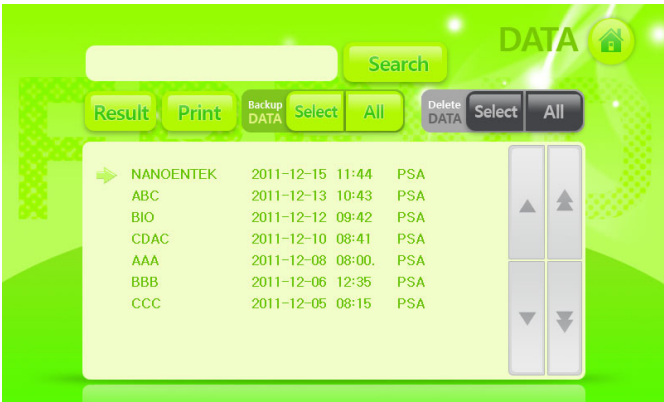 DATA
Search
Result Print Backup DATA Select All Delete DATA Select All
NANOENTEK 2011-12-15 11:44 PSA
ABC 2011-12-13 10:43 PSA
BIO 2011-12-12 09:42 PSA
CDAC 2011-12-10 08:41 PSA
AAA 2011-12-08 08:00. PSA
BBB 2011-12-06 12:35 PSA
CCC 2011-12-05 08:15 PSA